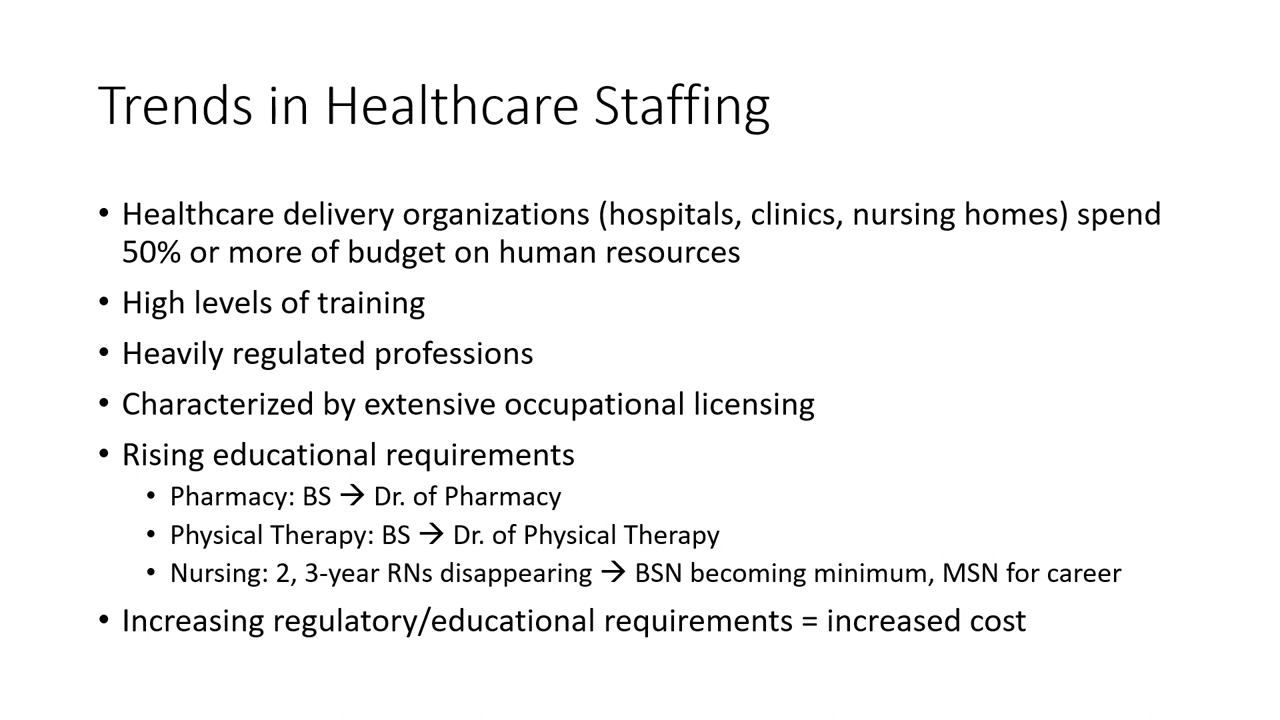 Trends in Healthcare Staffing
• Healthcare delivery organizations (hospitals, clinics, nursing homes) spend
50% or more of budget on human resources
• High levels of training
• Heavily regulated professions
• Characterized by extensive occupational licensing
• Rising educational requirements
• Pharmacy: BS → Dr. of Pharmacy
• Physical Therapy: BS → Dr. of Physical Therapy
• Nursing: 2, 3-year RNs disappearing → BSN becoming minimum, MSN for career
• Increasing regulatory/educational requirements = increased cost